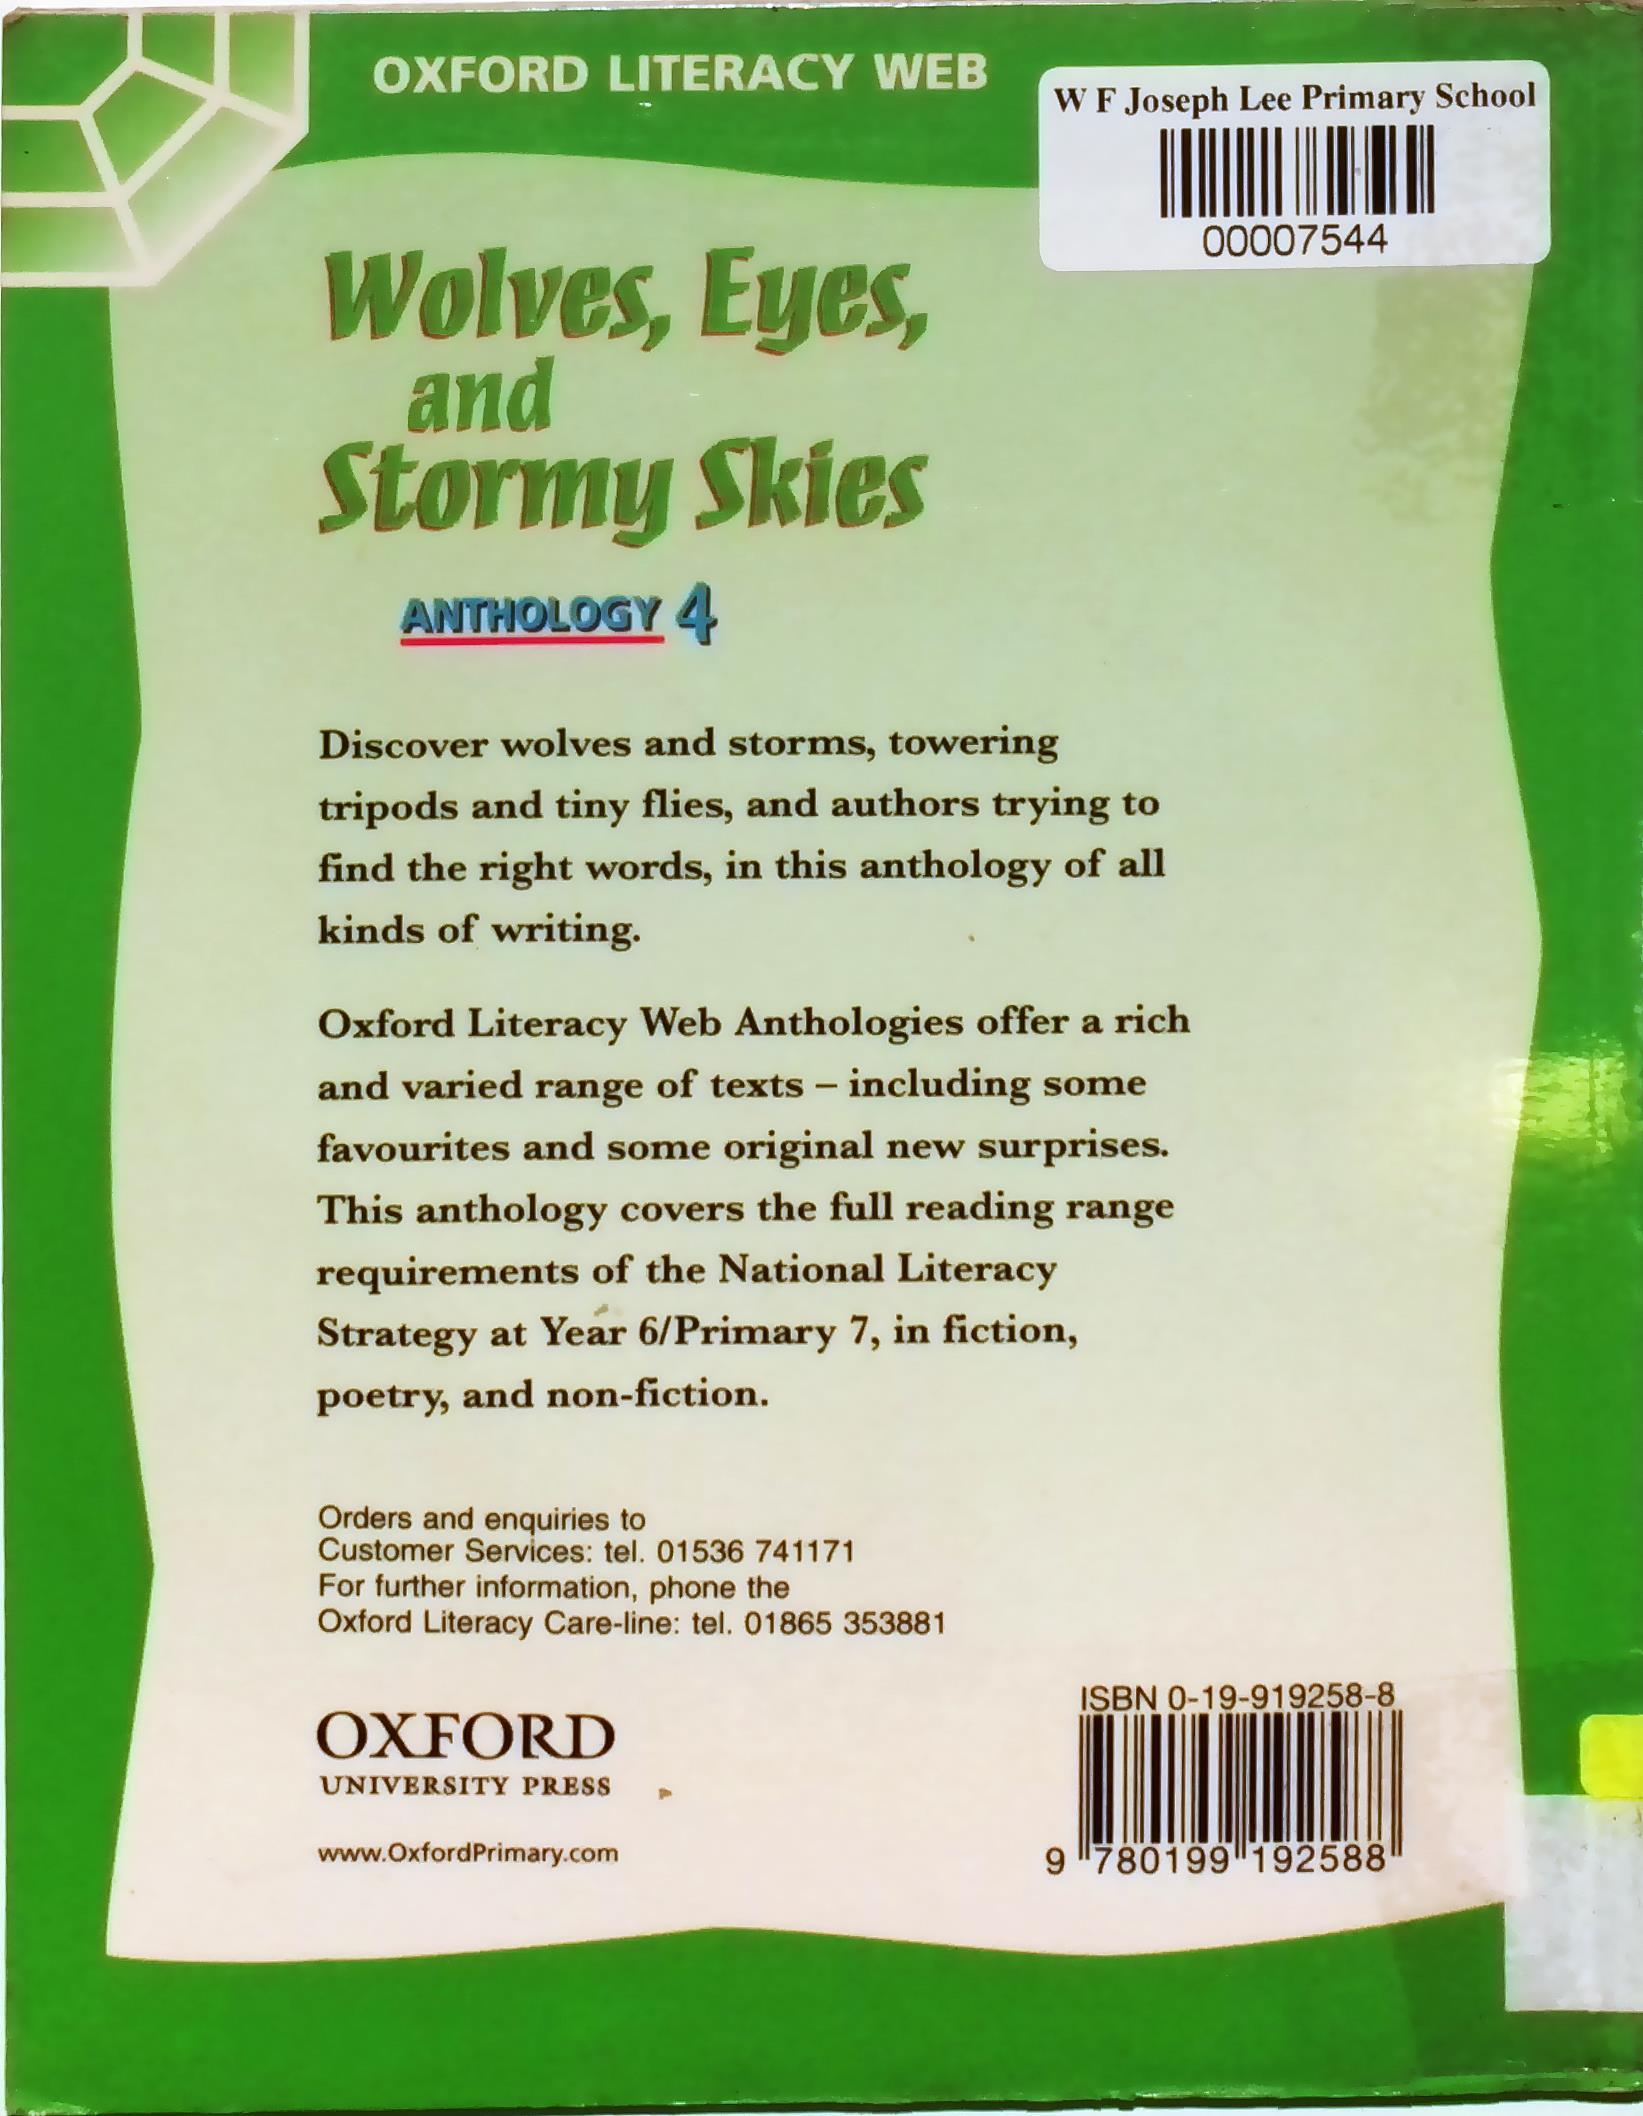 OXFORD LITERACY WEB
W F Joseph Lee Primary School
00007544
Wolves, Eyes,
and
Stormy Skies
ANTHOLOGY 4
Discover wolves and storms, towering
tripods and tiny flies, and authors trying to
find the right words, in this anthology of all
kinds of writing.
Oxford Literacy Web Anthologies offer a rich
and varied range of texts – including some
favourites and some original new surprises.
This anthology covers the full reading range
requirements of the National Literacy
Strategy at Year 6/Primary 7, in fiction,
poetry, and non-fiction.
Orders and enquiries to
Customer Services: tel. 01536 741171
For further information, phone the
Oxford Literacy Care-line: tel. 01865 353881
OXFORD
UNIVERSITY PRESS
www.OxfordPrimary.com
ISBN 0-19-919258-8
9 780199 192588